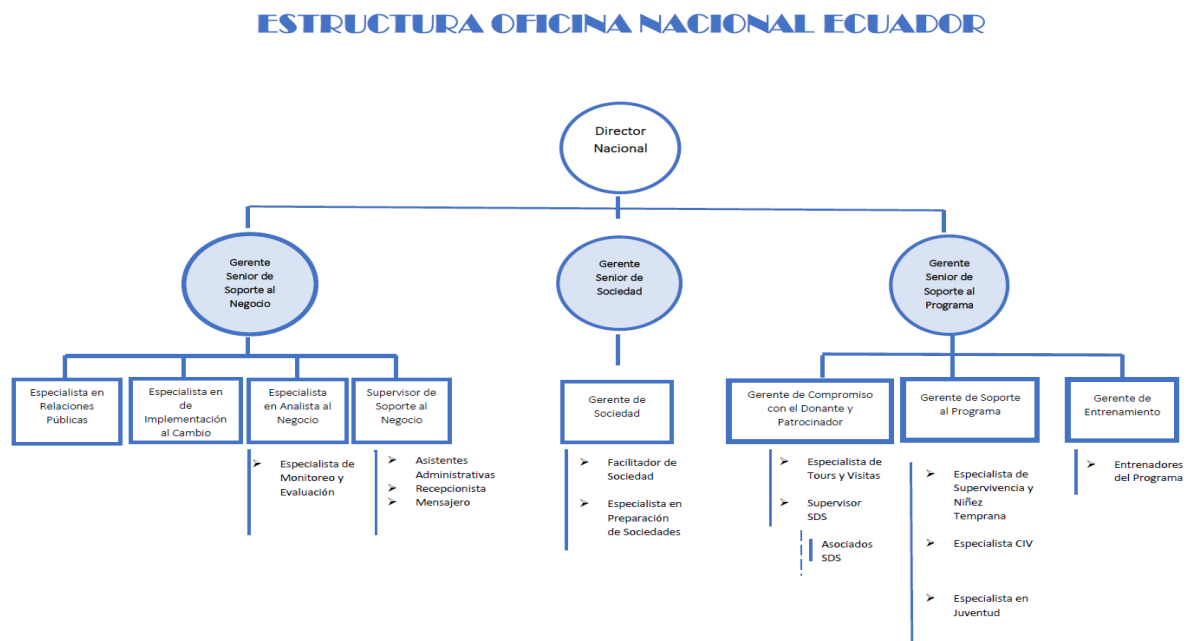 ESTRUCTURA OFICINA NACIONAL ECUADOR
Director
Nacional
Gerente
Senior de
Soporte al
Negocio
Gerente
Senior de
Sociedad
Gerente
Senior de
Soporte al
Programa
Especialista en
Relaciones
Públicas
Especialista en
de
Implementación
al Cambio
Especialista
en Analista al
Negocio
Supervisor de
Soporte al
Negocio
Gerente de
Sociedad
Gerente de Compromiso
con el Donante y
Patrocinador
Gerente de Soporte
al Programa
Gerente de
Entrenamiento
Especialista de
Monitoreo y
Evaluación
Asistentes
Administrativas
Recepcionista
Mensajero
Facilitador de
Sociedad
Especialista en
Preparación
de Sociedades
Especialista de
Tours y Visitas
Supervisor
SDS
Asociados
SDS
Especialista de
Supervivencia y
Niñez
Temprana
Especialista CIV
Especialista en
Juventud
Entrenadores
del Programa